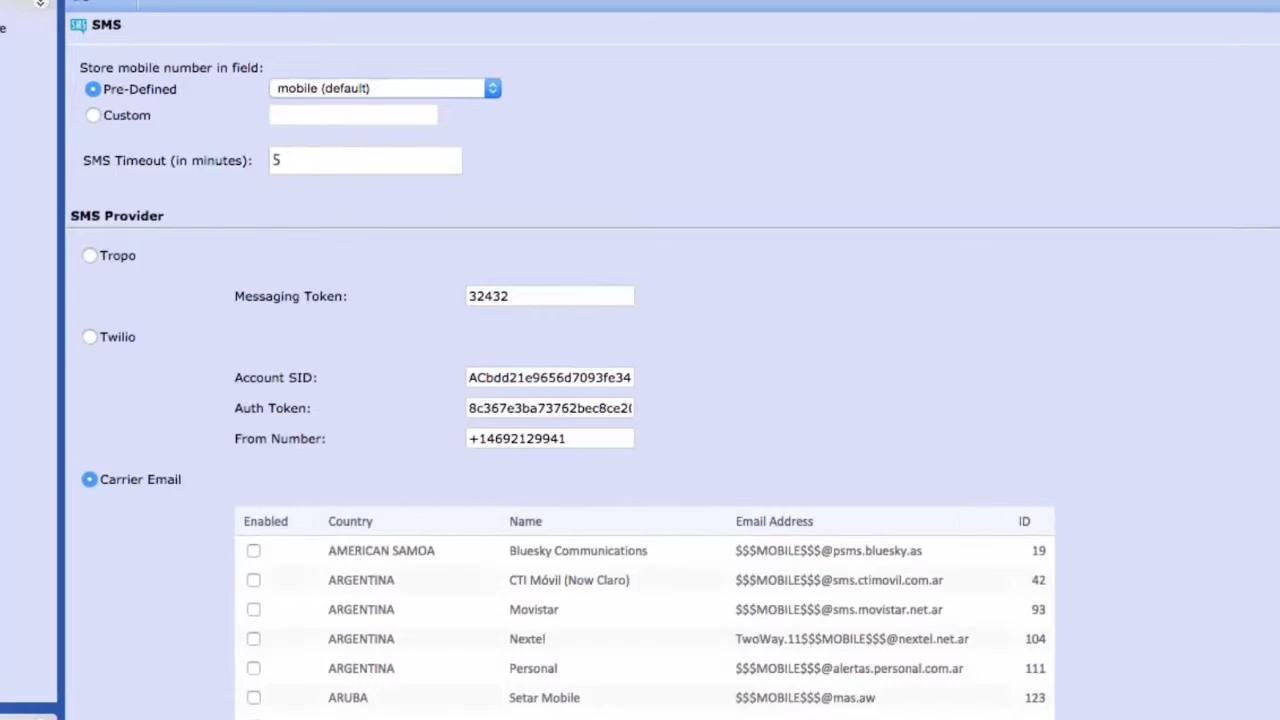 e
SMS
Store mobile number in field:
Pre-Defined mobile (default)
Custom
SMS Timeout (in minutes): 5
SMS Provider
Tropo
Messaging Token: 32432
Twilio
Account SID: ACbdd21e9656d7093fe34
Auth Token: 8c367e3ba73762bec8ce2(
From Number: +14692129941
Carrier Email
Enabled Country Name Email Address ID
AMERICAN SAMOA Bluesky Communications $$$MOBILE$$$@psms.bluesky.as 19
ARGENTINA CTI Móvil (Now Claro) $$$MOBILE$$$@sms.ctimovil.com.ar 42
ARGENTINA Movistar $$$MOBILE$$$@sms.movistar.net.ar 93
ARGENTINA Nextel TwoWay.11$$$MOBILE$$$@nextel.net.ar 104
ARGENTINA Personal $$$MOBILE$$$@alertas.personal.com.ar 111
ARUBA Setar Mobile $$$MOBILE$$$@mas.aw 123